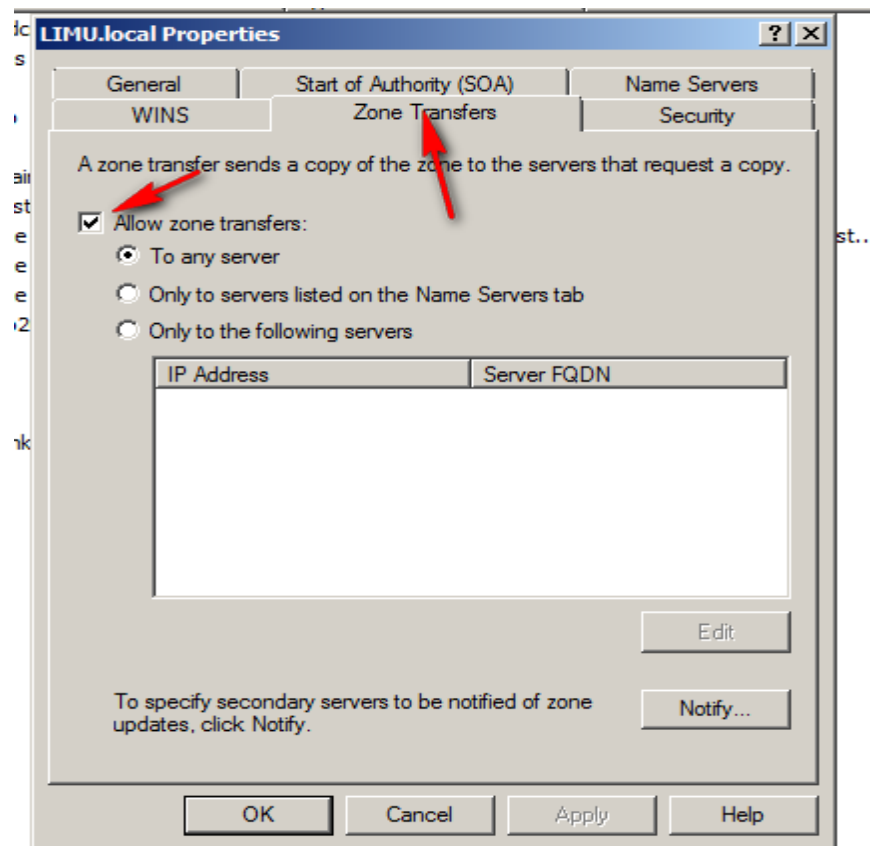 LIMU.local Properties
General
Start of Authority (SOA)
Name Servers
WINS
Zone Transfers
Security
A zone transfer sends a copy of the zone to the servers that request a copy.
Allow zone transfers:
To any server
Only to servers listed on the Name Servers tab
Only to the following servers
IP Address
Server FQDN
Edit
To specify secondary servers to be notified of zone
updates, click Notify.
Notify...
OK
Cancel
Apply
Help